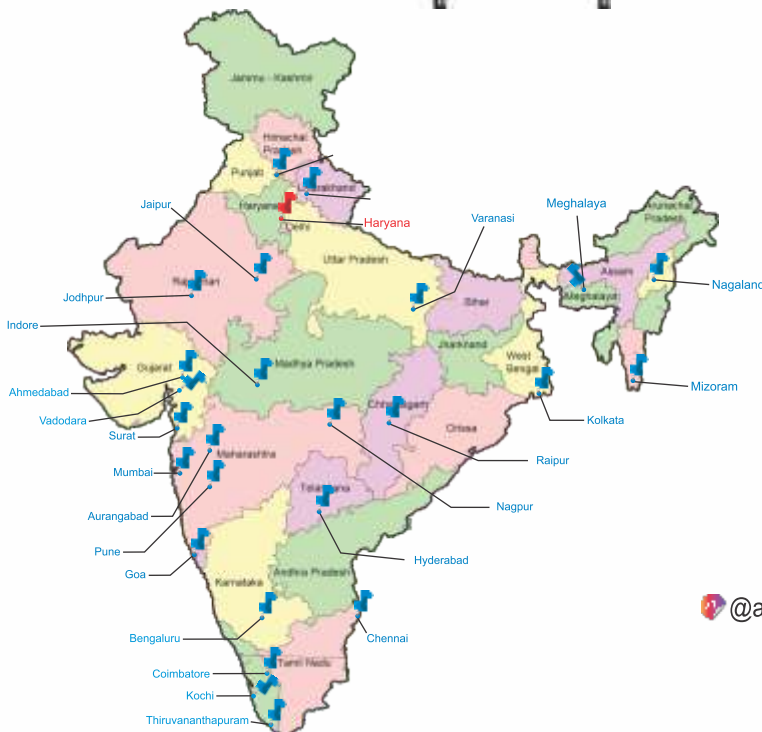 Jammu - Kashmir
Himachal
Pradesh
Punjab
Uttarakhand
Haryana
Delhi
Haryana
Jaipur
Varanasi
Meghalaya
Arunachal
Pradesh
Uttar Pradesh
Rajasthan
Assam
Nagaland
Jodhpur
Bihar
Meghalaya
Indore
Jharkhand
West
Bengal
Gujarat
Madhya Pradesh
Ahmedabad
Mizoram
Vadodara
Chhattisgarh
Kolkata
Surat
Orissa
Maharashtra
Raipur
Mumbai
Telangana
Nagpur
Aurangabad
Pune
Hyderabad
Goa
Andhra Pradesh
Karnataka
@a
Bengaluru
Chennai
Tamil Nadu
Coimbatore
Kochi
Thiruvananthapuram